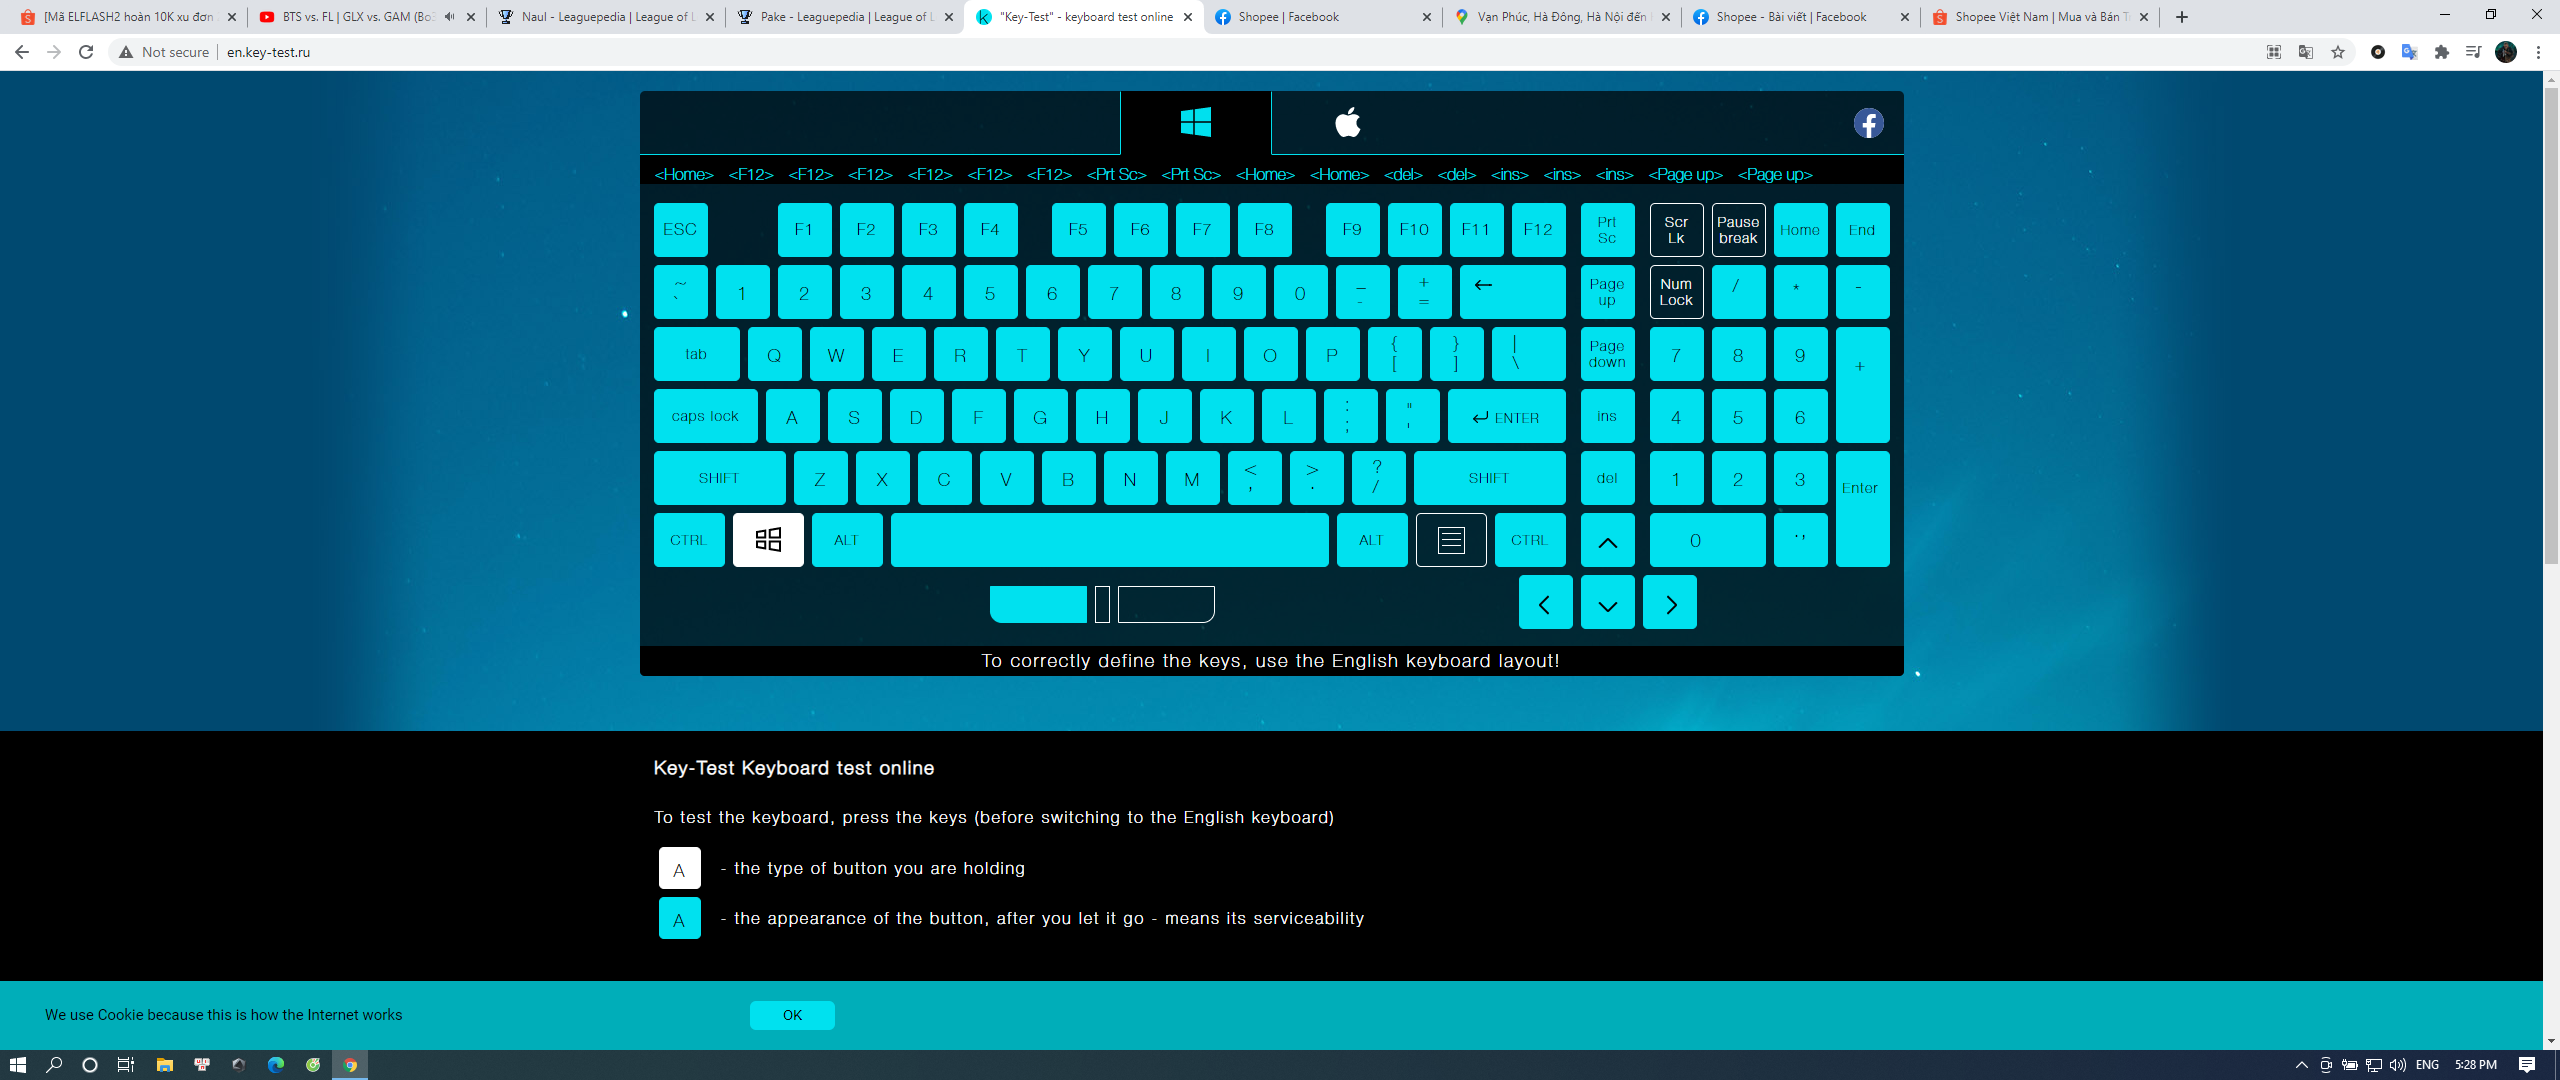 [Mã ELFLASH2 hoàn 10K xu đơn
BTS vs. FL | GLX vs. GAM (Bo3
Naul - Leaguepedia | League of L
Pake - Leaguepedia | League of L
"Key-Test" - keyboard test online
Shopee | Facebook
Vạn Phúc, Hà Đông, Hà Nội đến
Shopee - Bài viết | Facebook
Shopee Việt Nam | Mua và Bán Tr
Not secure | en.key-test.ru
<Home> <F12> <F12> <F12> <F12> <F12> <F12> <Prt Sc> <Prt Sc> <Home> <Home> <del> <del> <ins> <ins> <ins> <Page up> <Page up>
ESC F1 F2 F3 F4 F5 F6 F7 F8 F9 F10 F11 F12 Prt Sc Scr Lk Pause break Home End
~ ` 1 2 3 4 5 6 7 8 9 0 _ - + = ← Page up Num Lock / * -
tab Q W E R T Y U I O P { [ } ] | \ Page down 7 8 9 +
caps lock A S D F G H J K L : ; " ' ↵ ENTER ins 4 5 6
SHIFT Z X C V B N M < , > . ? / SHIFT del 1 2 3 Enter
CTRL ALT ALT CTRL 0 .,
To correctly define the keys, use the English keyboard layout!
Key-Test Keyboard test online
To test the keyboard, press the keys (before switching to the English keyboard)
A - the type of button you are holding
A - the appearance of the button, after you let it go - means its serviceability
We use Cookie because this is how the Internet works
OK
ENG 5:28 PM